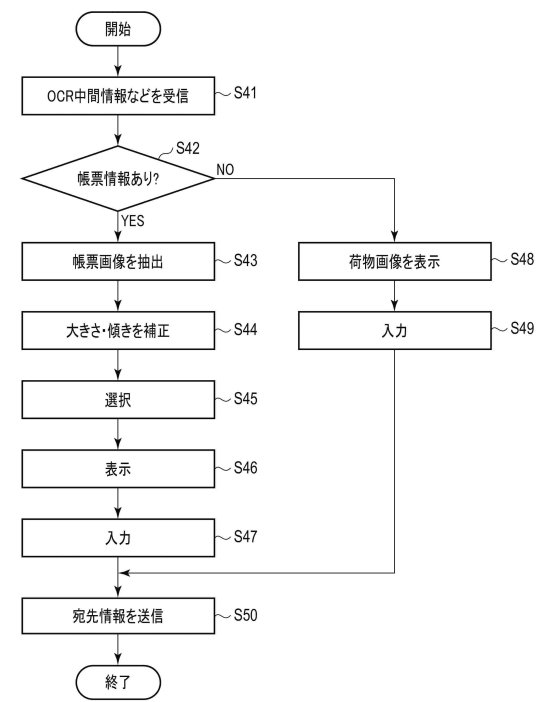 開始
OCR中間情報などを受信
S41
S42
帳票情報あり?
NO
YES
帳票画像を抽出
S43
荷物画像を表示
S48
大きさ・傾きを補正
S44
入力
S49
選択
S45
表示
S46
入力
S47
宛先情報を送信
S50
終了